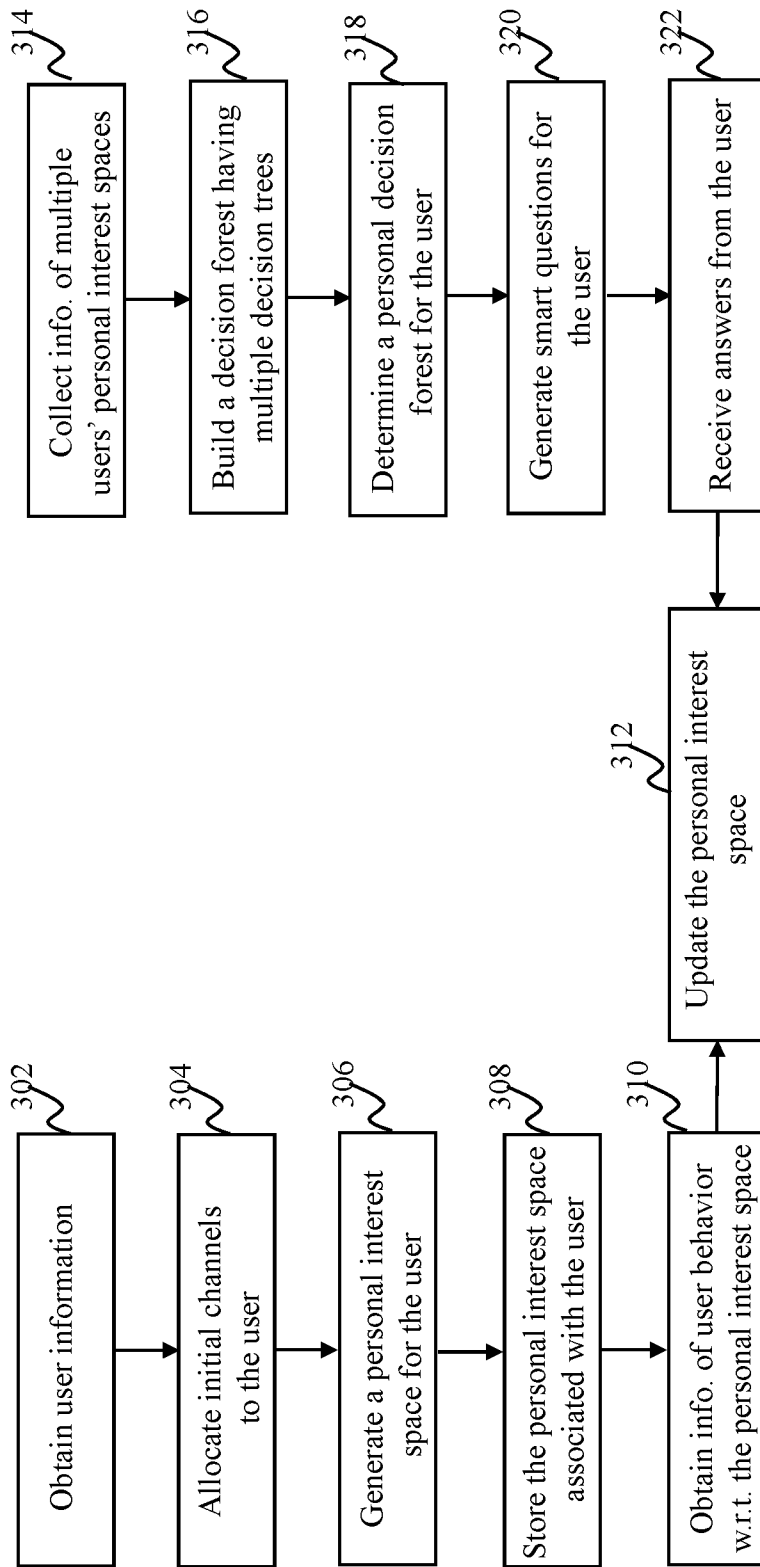 302
Obtain user information
304
Allocate initial channels
to the user
306
Generate a personal interest
space for the user
308
Store the personal interest space
associated with the user
310
Obtain info. of user behavior
w.r.t. the personal interest space
312
Update the personal interest
space
314
Collect info. of multiple
users’ personal interest spaces
316
Build a decision forest having
multiple decision trees
318
Determine a personal decision
forest for the user
320
Generate smart questions for
the user
322
Receive answers from the user